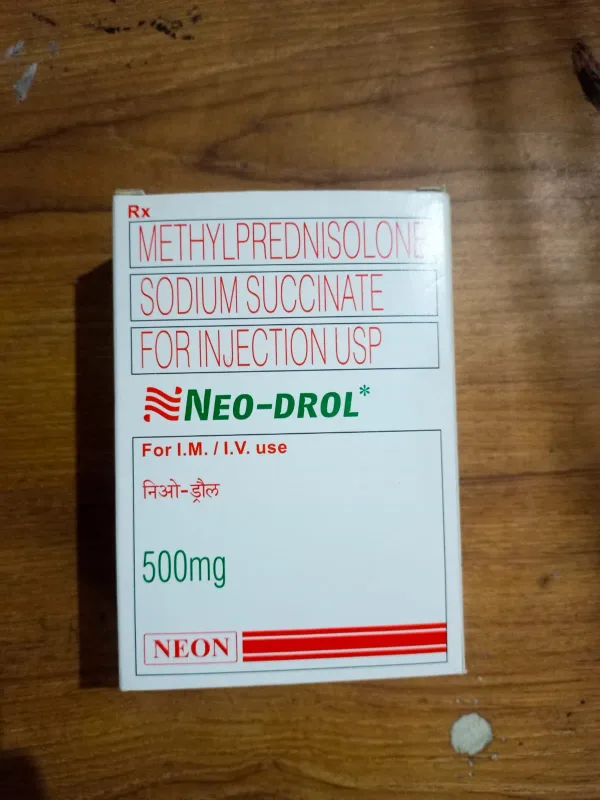 Rx
METHYLPREDNISOLONE
SODIUM SUCCINATE
FOR INJECTION USP
NEO-DROL*
For I.M. / I.V. use
निओ-ड्रौल
500mg
NEON